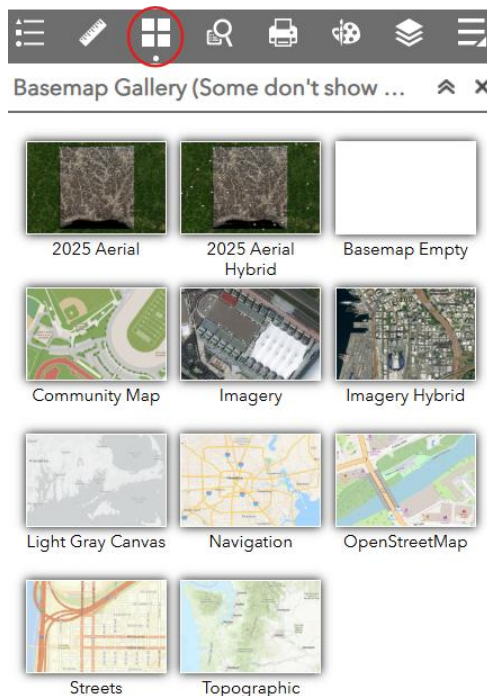 Basemap Gallery (Some don't show ...
2025 Aerial
2025 Aerial
Hybrid
Basemap Empty
Community Map
Imagery
Imagery Hybrid
Light Gray Canvas
Navigation
OpenStreetMap
Streets
Topographic